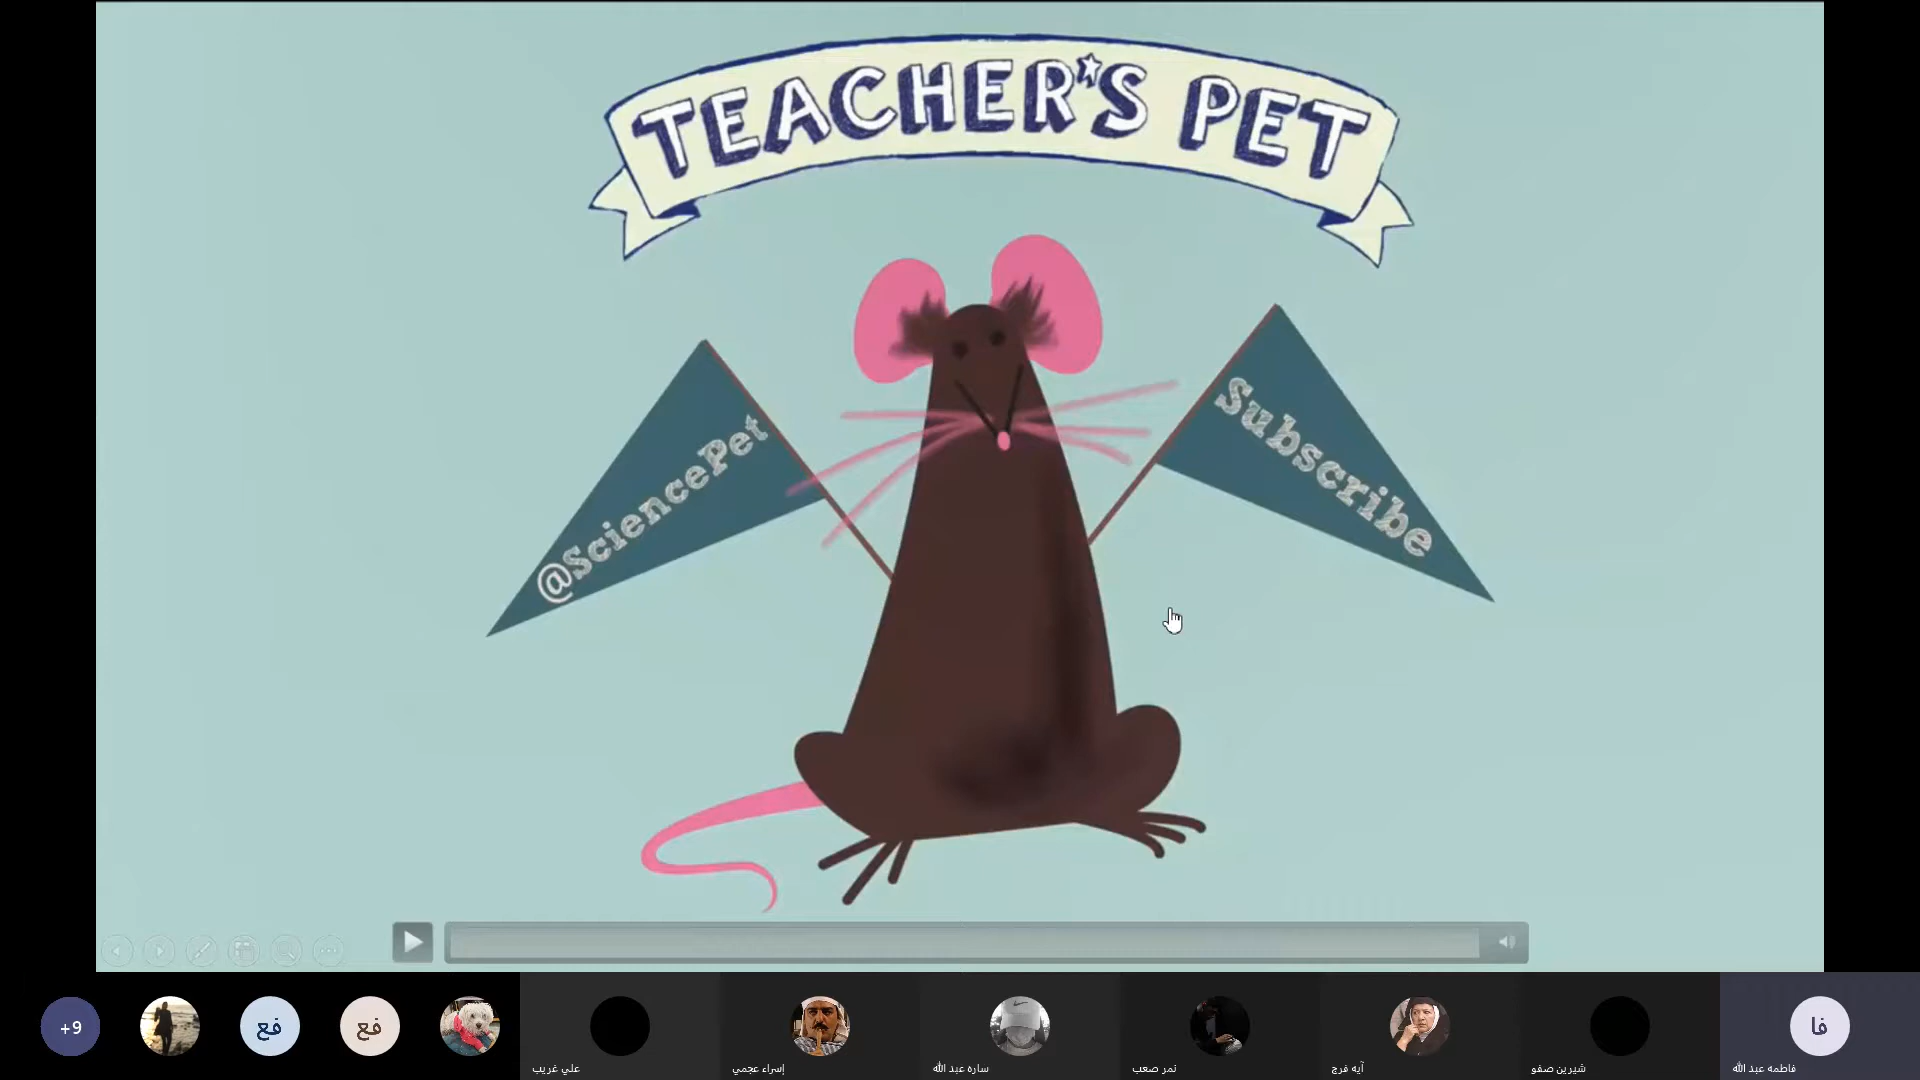 TEACHER'S PET
@SciencePet
Subscribe
+9
فع
فع
فا
علي غريب
إسراء عجمي
ساره عبد الله
نمر صعب
آيه فرج
شيرين صفو
فاطمه عبد الله